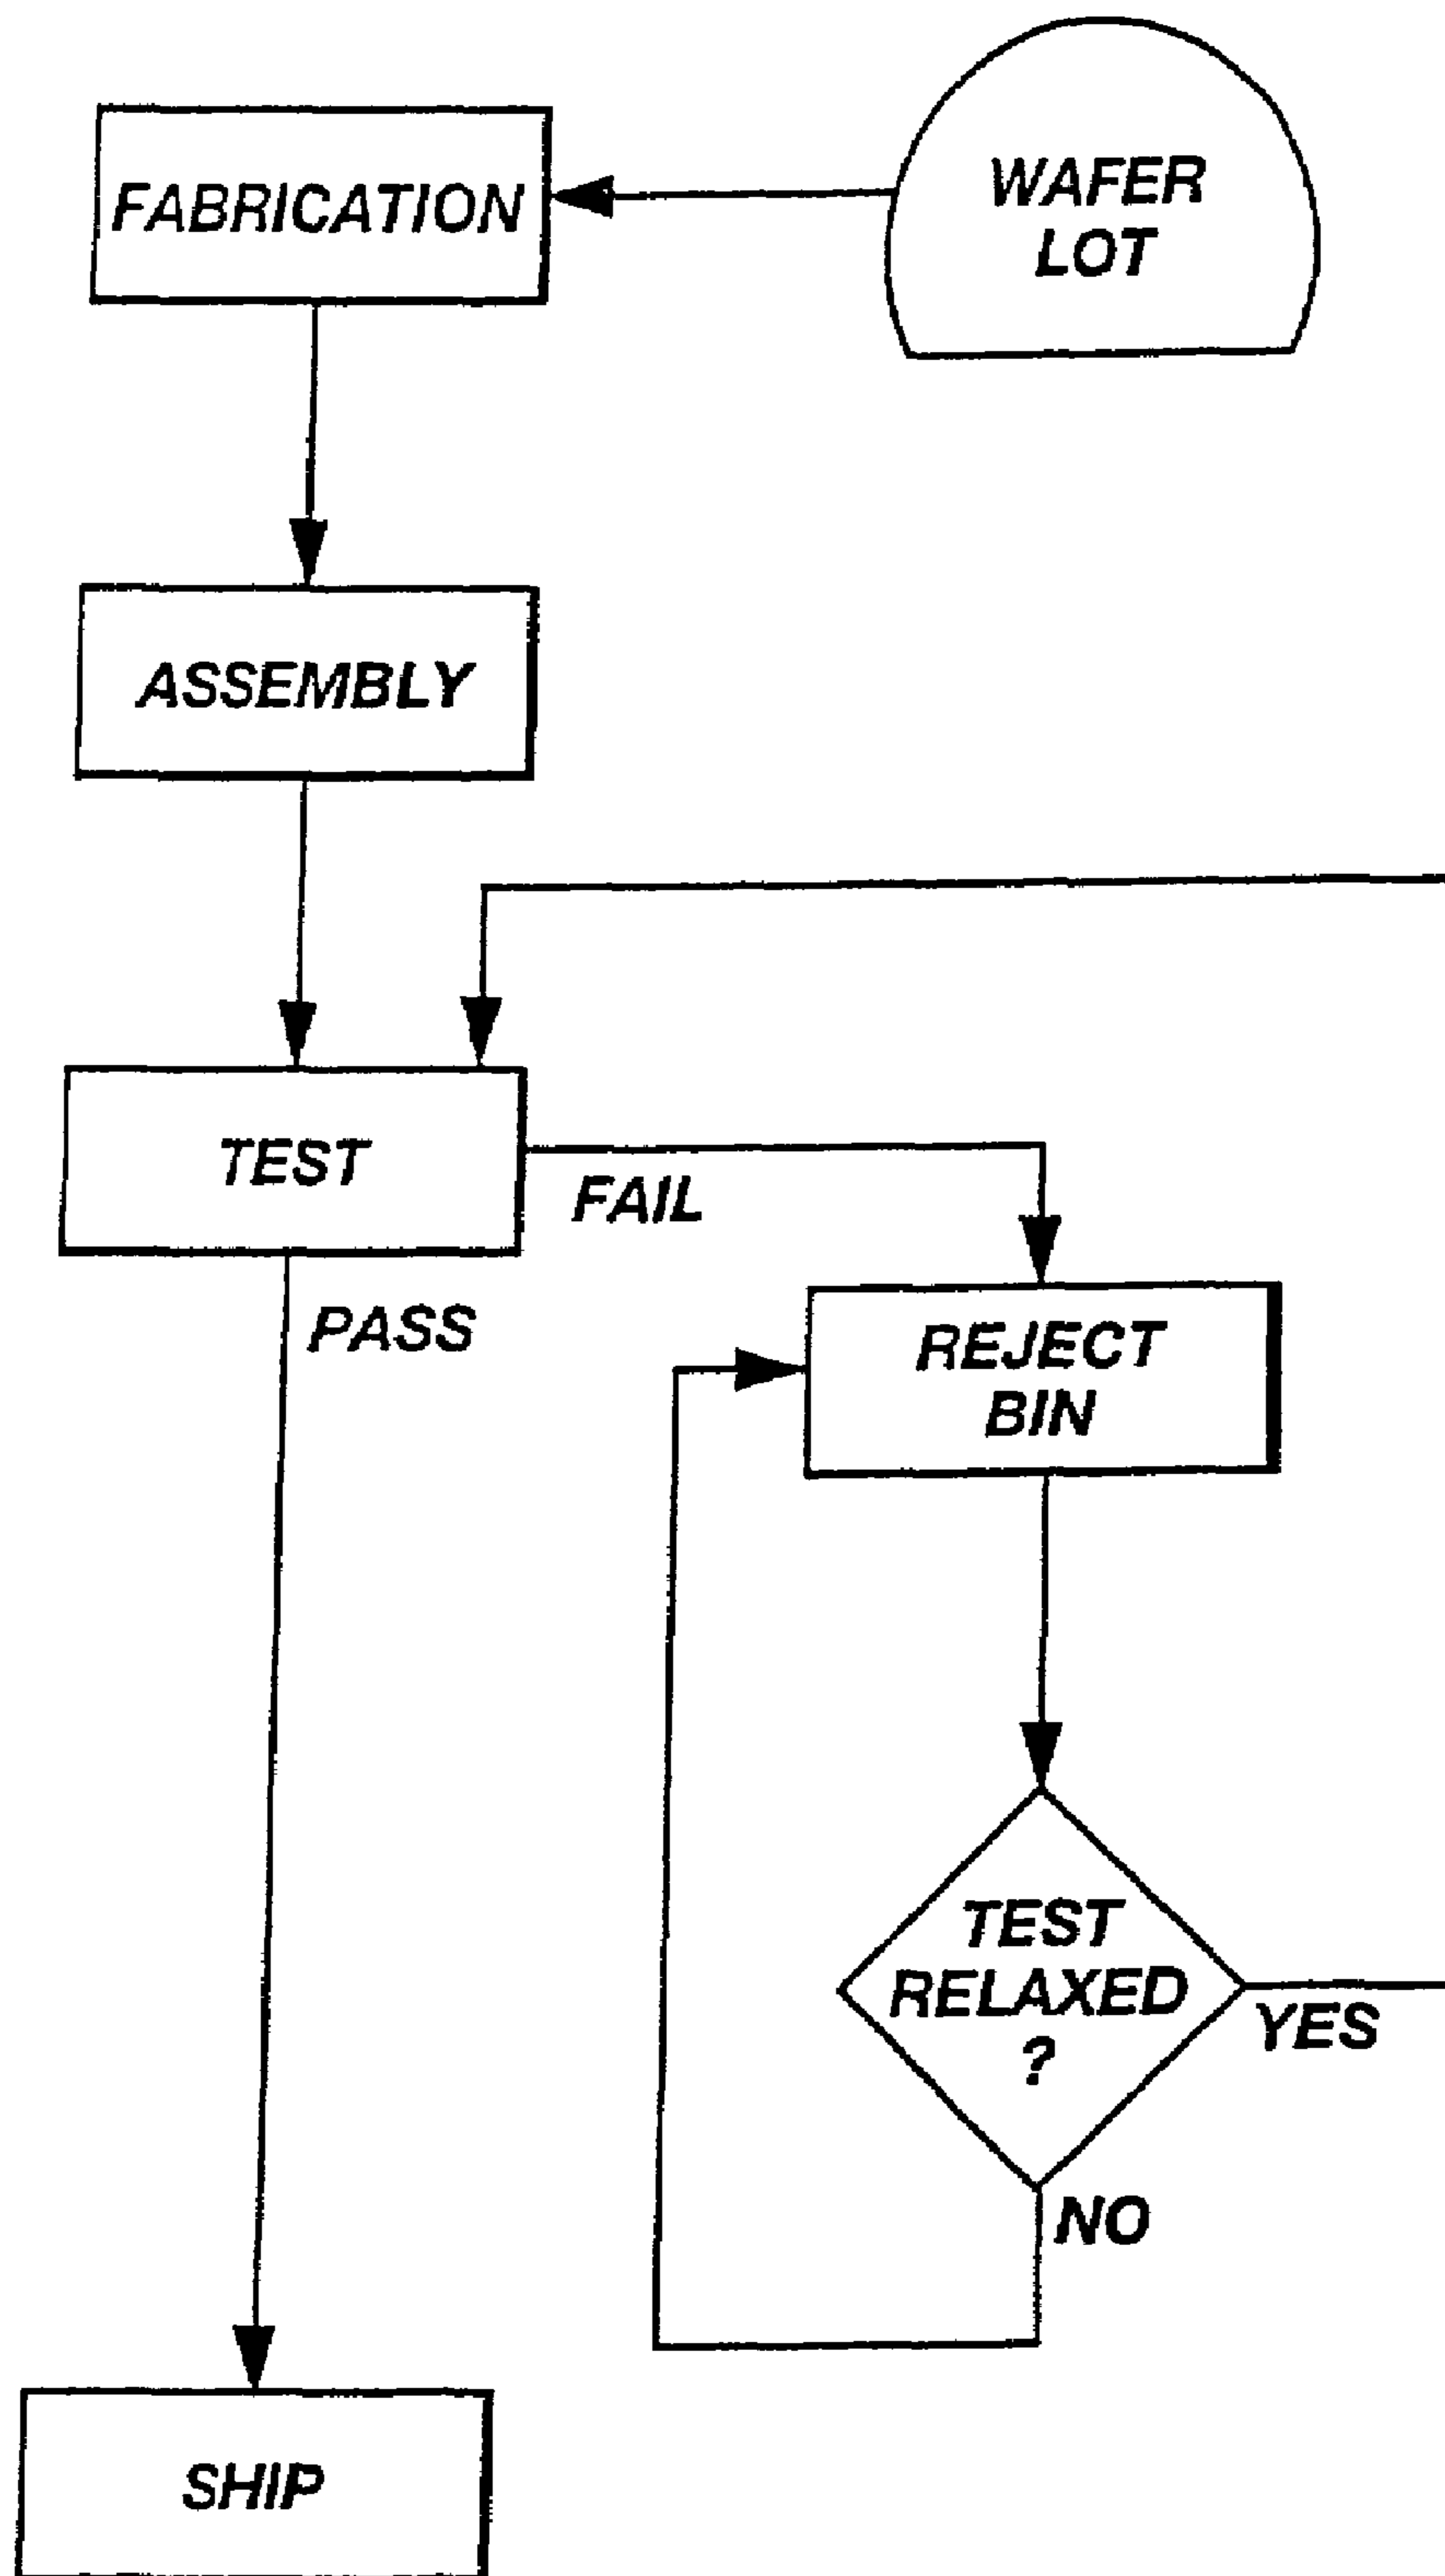 WAFER
LOT
FABRICATION
ASSEMBLY
TEST
FAIL
PASS
REJECT
BIN
TEST
RELAXED
?
YES
NO
SHIP